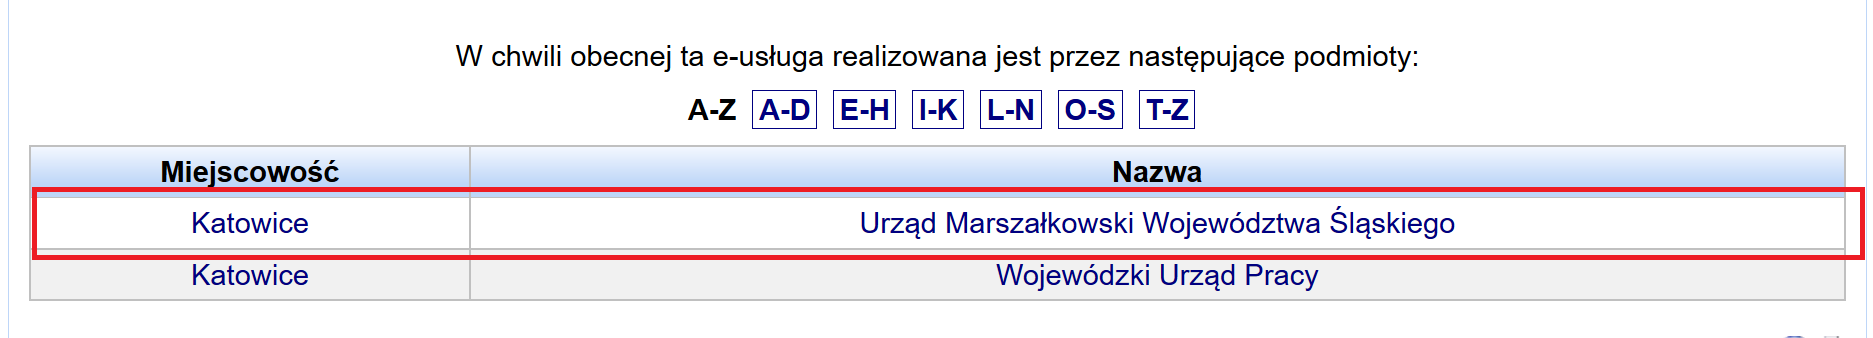 W chwili obecnej ta e-usługa realizowana jest przez następujące podmioty:
A-Z A-D E-H I-K L-N O-S T-Z
Miejscowość Nazwa
Katowice Urząd Marszałkowski Województwa Śląskiego
Katowice Wojewódzki Urząd Pracy